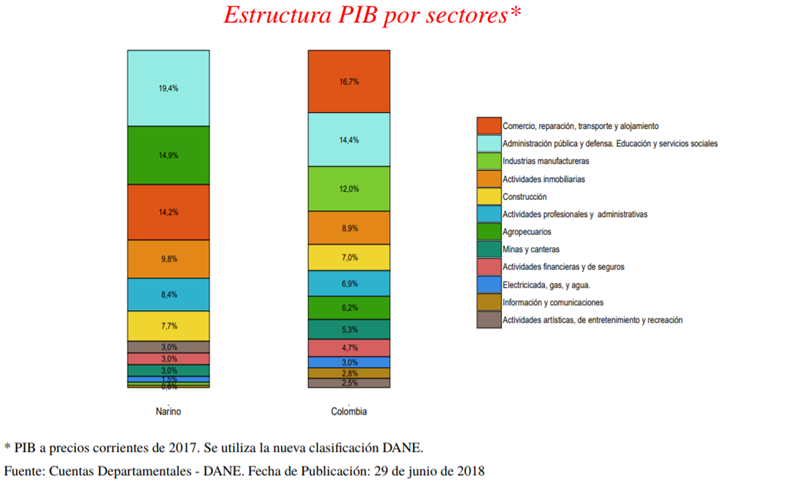 Estructura PIB por sectores*
19,4%
14,9%
14,2%
9,8%
8,4%
7,7%
3,0%
3,0%
3,0%
Narino
16,7%
14,4%
12,0%
8,9%
7,0%
6,9%
6,2%
5,3%
4,7%
3,0%
2,8%
2,5%
Colombia
Comercio, reparación, transporte y alojamiento
Administración pública y defensa. Educación y servicios sociales
Industrias manufactureras
Actividades inmobiliarias
Construcción
Actividades profesionales y administrativas
Agropecuarios
Minas y canteras
Actividades financieras y de seguros
Electricicada, gas, y agua.
Información y comunicaciones
Actividades artísticas, de entretenimiento y recreación
* PIB a precios corrientes de 2017. Se utiliza la nueva clasificación DANE.
Fuente: Cuentas Departamentales - DANE. Fecha de Publicación: 29 de junio de 2018